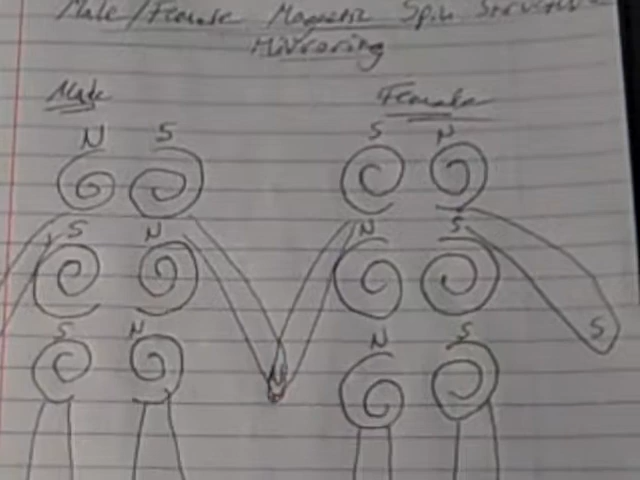 Male/Female Magnetic Spin Structure
Mirroring
Male Female
N S S N
S N N S
S
S N N S